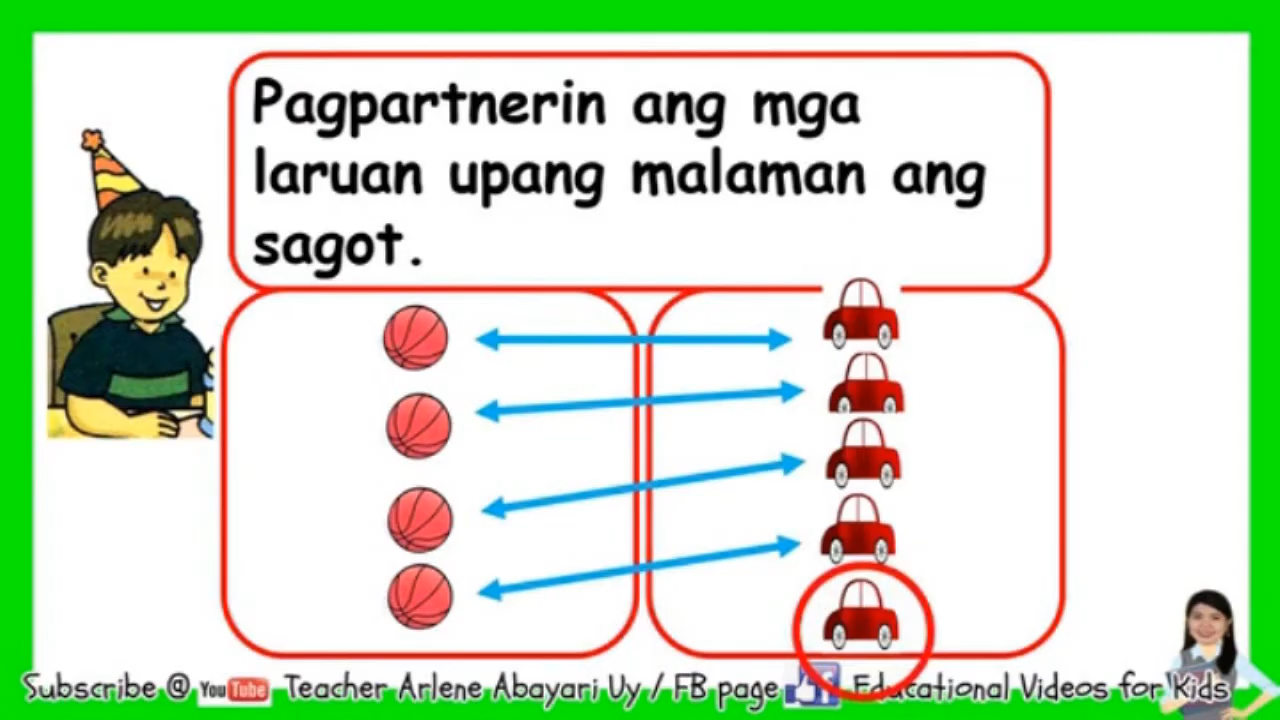 Pagpartnerin ang mga
laruan upang malaman ang
sagot.
Subscribe @ YouTube Teacher Arlene Abayari Uy / FB page f Educational Videos for Kids